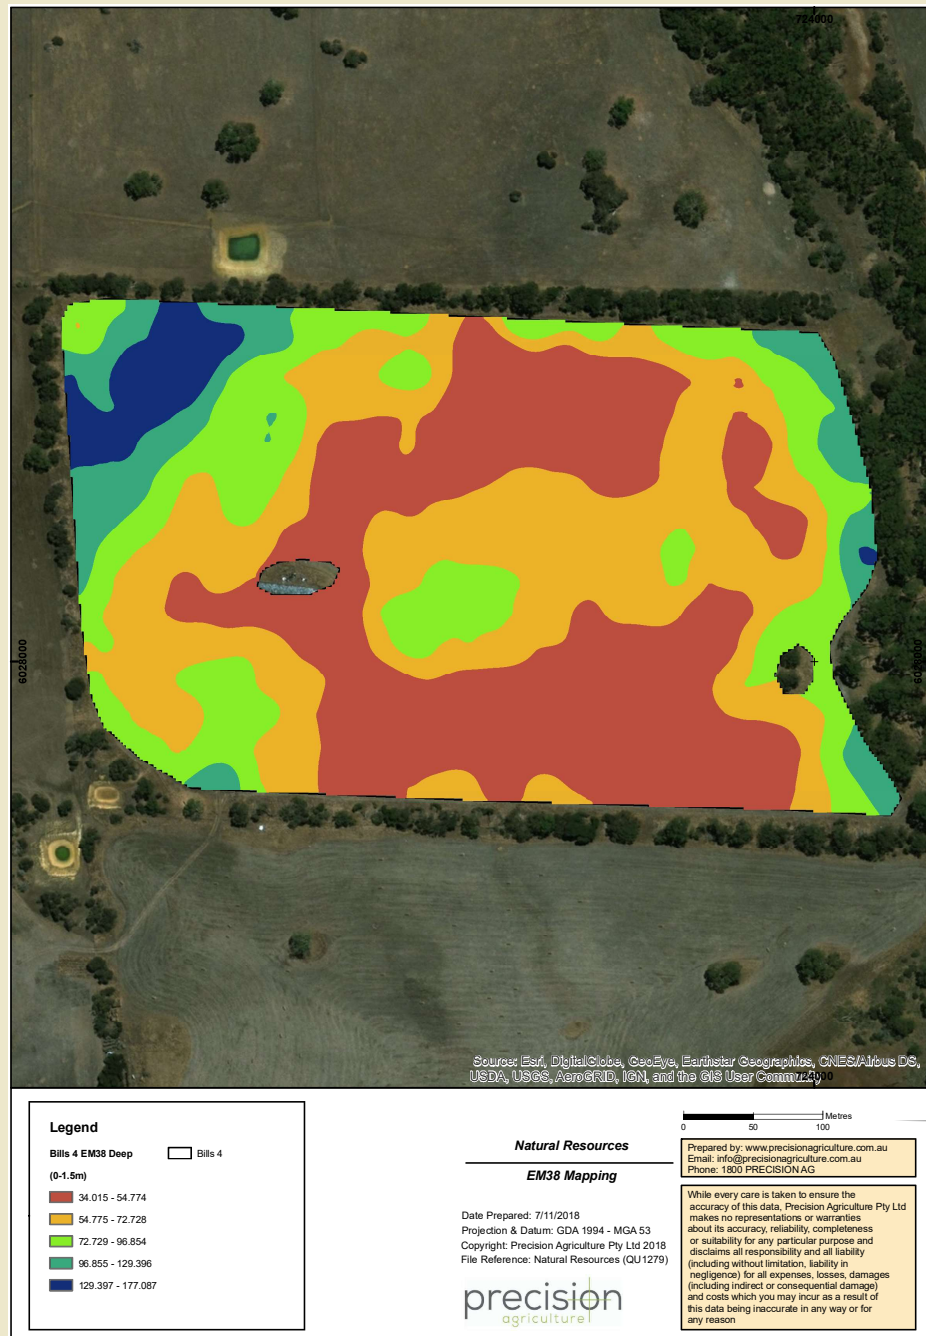 724000
6028000
6028000
Source: Esri, DigitalGlobe, GeoEye, Earthstar Geographics, CNES/Airbus DS,
USDA, USGS, AeroGRID, IGN, and the GIS User Community
724000
Legend
Bills 4 EM38 Deep
Bills 4
(0-1.5m)
34.015 - 54.774
54.775 - 72.728
72.729 - 96.854
96.855 - 129.396
129.397 - 177.087
Natural Resources
EM38 Mapping
Date Prepared: 7/11/2018
Projection & Datum: GDA 1994 - MGA 53
Copyright: Precision Agriculture Pty Ltd 2018
File Reference: Natural Resources (QU1279)
precision
agriculture
Metres
0 50 100
Prepared by: www.precisionagriculture.com.au
Email: info@precisionagriculture.com.au
Phone: 1800 PRECISION AG
While every care is taken to ensure the
accuracy of this data, Precision Agriculture Pty Ltd
makes no representations or warranties
about its accuracy, reliability, completeness
or suitability for any particular purpose and
disclaims all responsibility and all liability
(including without limitation, liability in
negligence) for all expenses, losses, damages
(including indirect or consequential damage)
and costs which you may incur as a result of
this data being inaccurate in any way or for
any reason